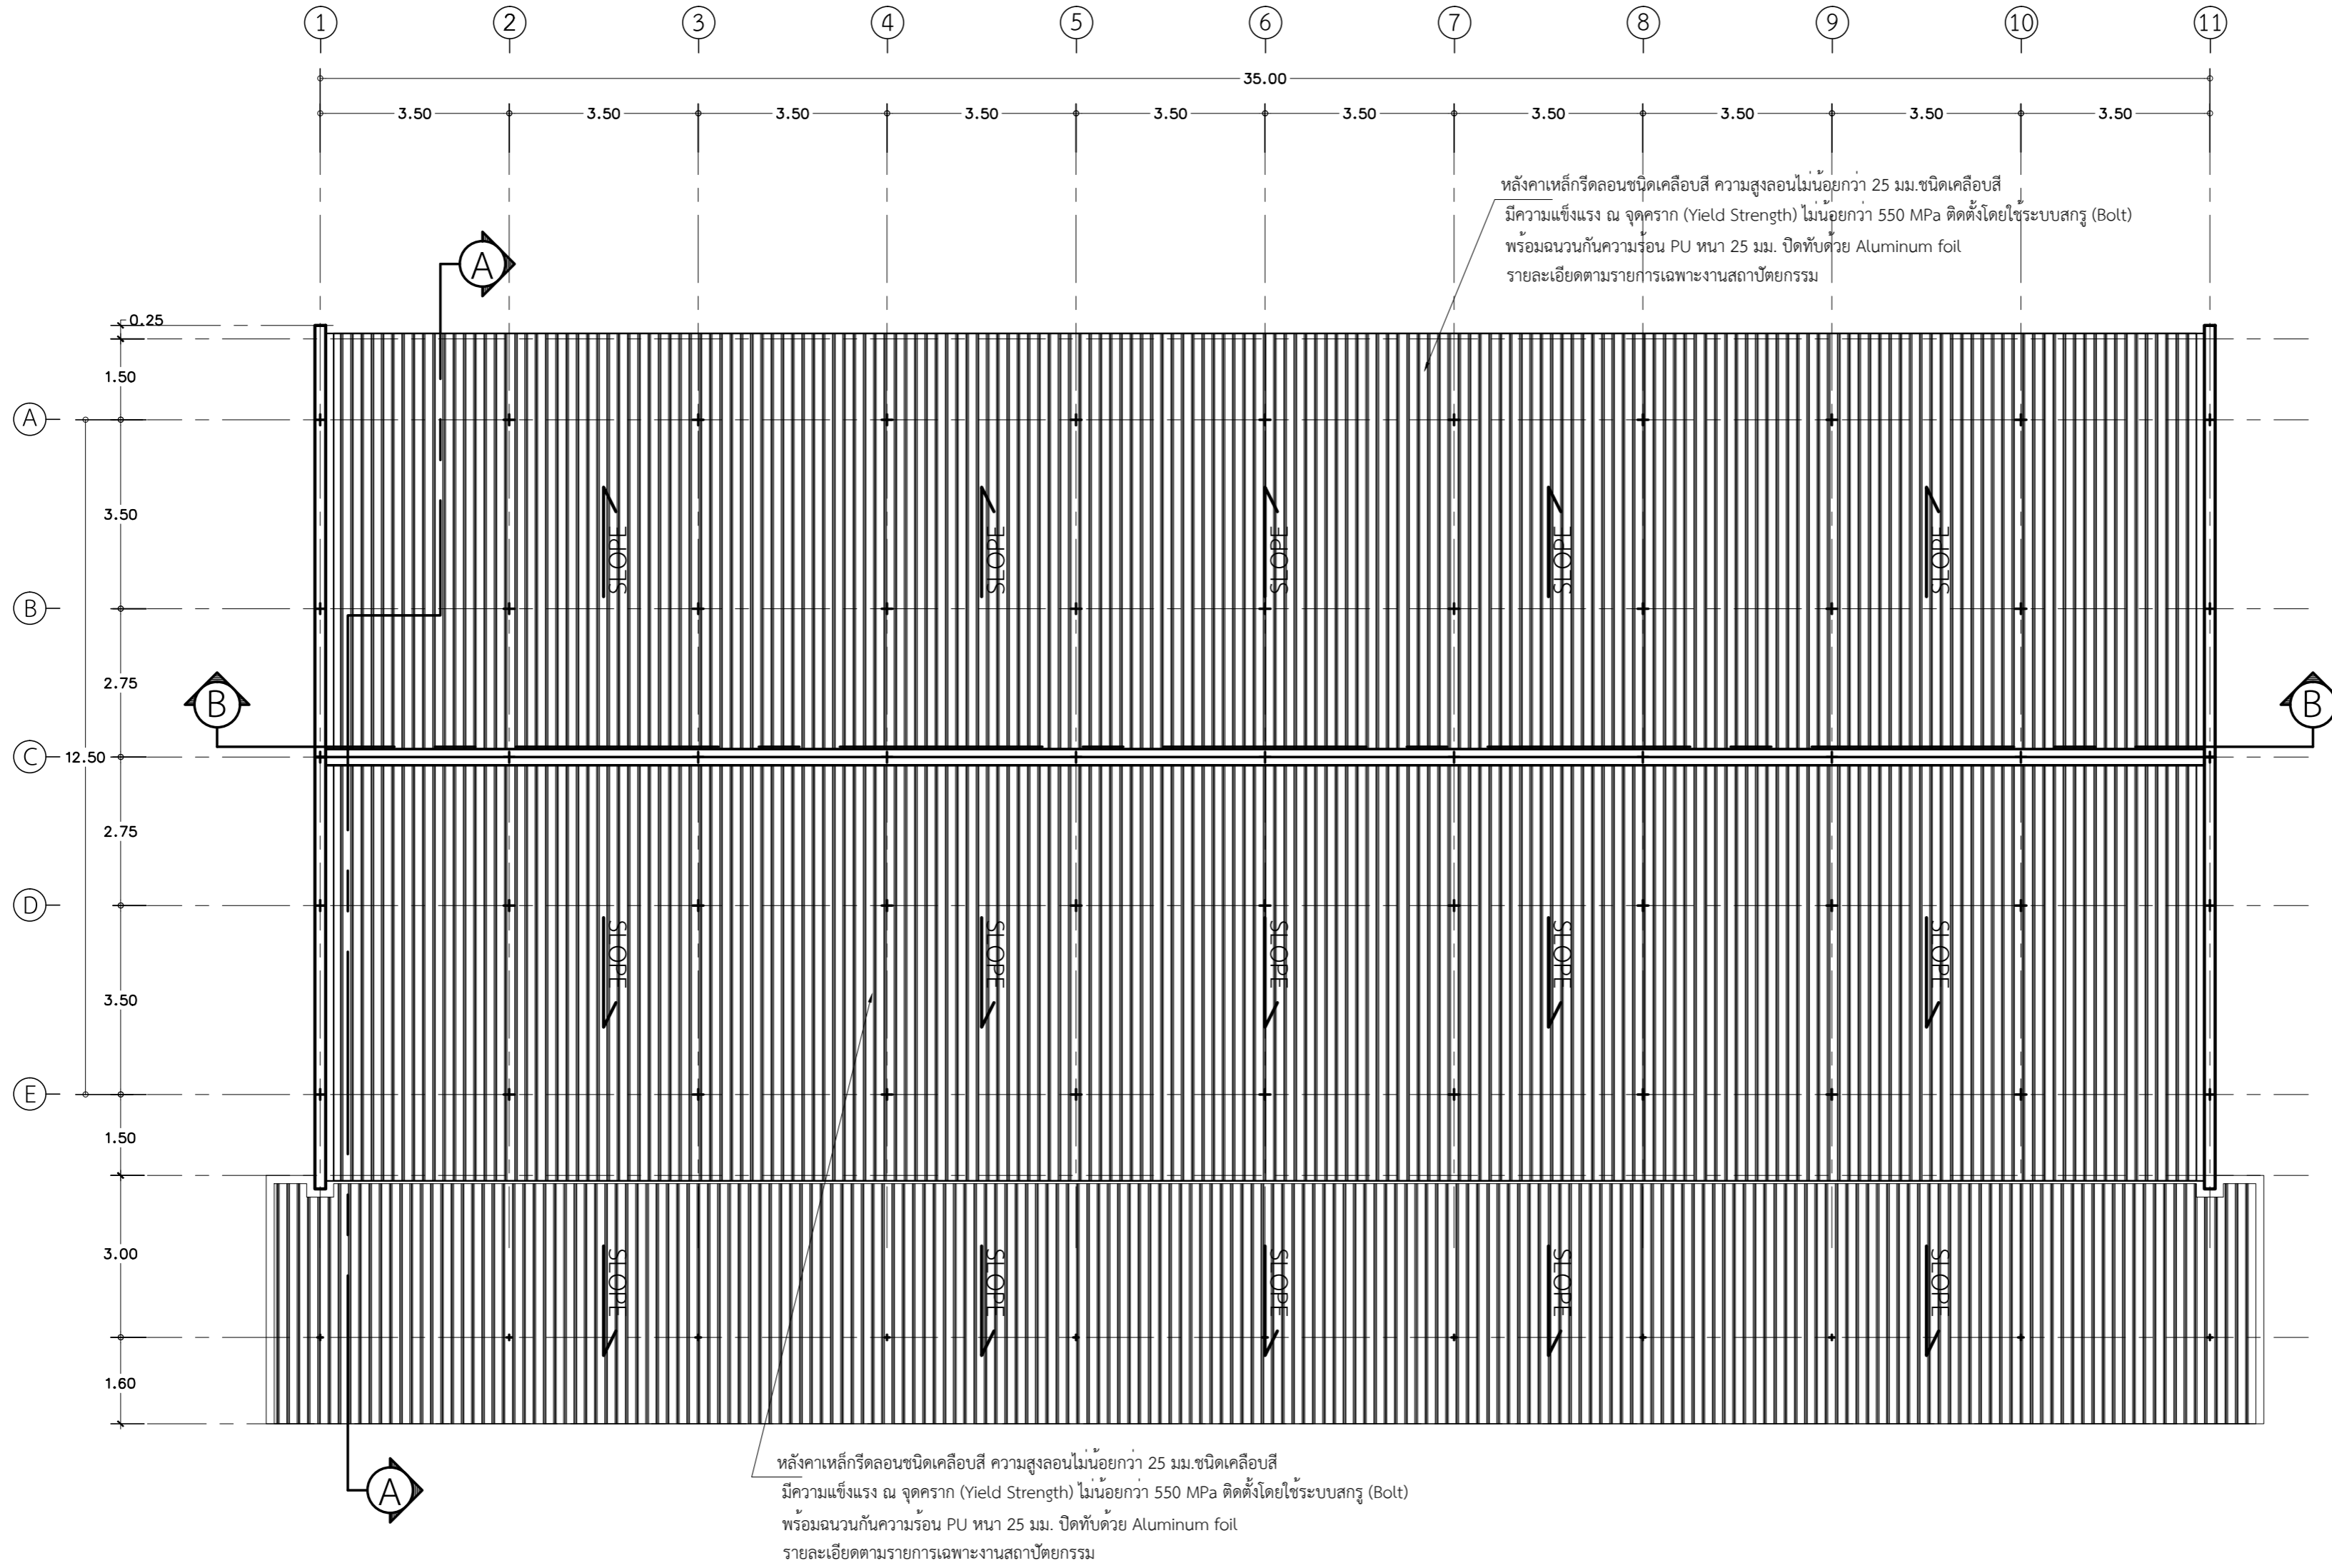 1 2 3 4 5 6 7 8 9 10 11
35.00
3.50 3.50 3.50 3.50 3.50 3.50 3.50 3.50 3.50 3.50
หลังคาเหล็กรีดลอนชนิดเคลือบสี ความสูงลอนไม่น้อยกว่า 25 มม.ชนิดเคลือบสี
มีความแข็งแรง ณ จุดคราก (Yield Strength) ไม่น้อยกว่า 550 MPa ติดตั้งโดยใช้ระบบสกรู (Bolt)
พร้อมฉนวนกันความร้อน PU หนา 25 มม. ปิดทับด้วย Aluminum foil
รายละเอียดตามรายการเฉพาะงานสถาปัตยกรรม
A
0.25
1.50
A
3.50
SLOPE SLOPE SLOPE SLOPE SLOPE
B
2.75
B B
C 12.50
2.75
D
SLOPE SLOPE SLOPE SLOPE SLOPE
3.50
E
1.50
3.00
SLOPE SLOPE SLOPE SLOPE SLOPE
1.60
A
หลังคาเหล็กรีดลอนชนิดเคลือบสี ความสูงลอนไม่น้อยกว่า 25 มม.ชนิดเคลือบสี
มีความแข็งแรง ณ จุดคราก (Yield Strength) ไม่น้อยกว่า 550 MPa ติดตั้งโดยใช้ระบบสกรู (Bolt)
พร้อมฉนวนกันความร้อน PU หนา 25 มม. ปิดทับด้วย Aluminum foil
รายละเอียดตามรายการเฉพาะงานสถาปัตยกรรม